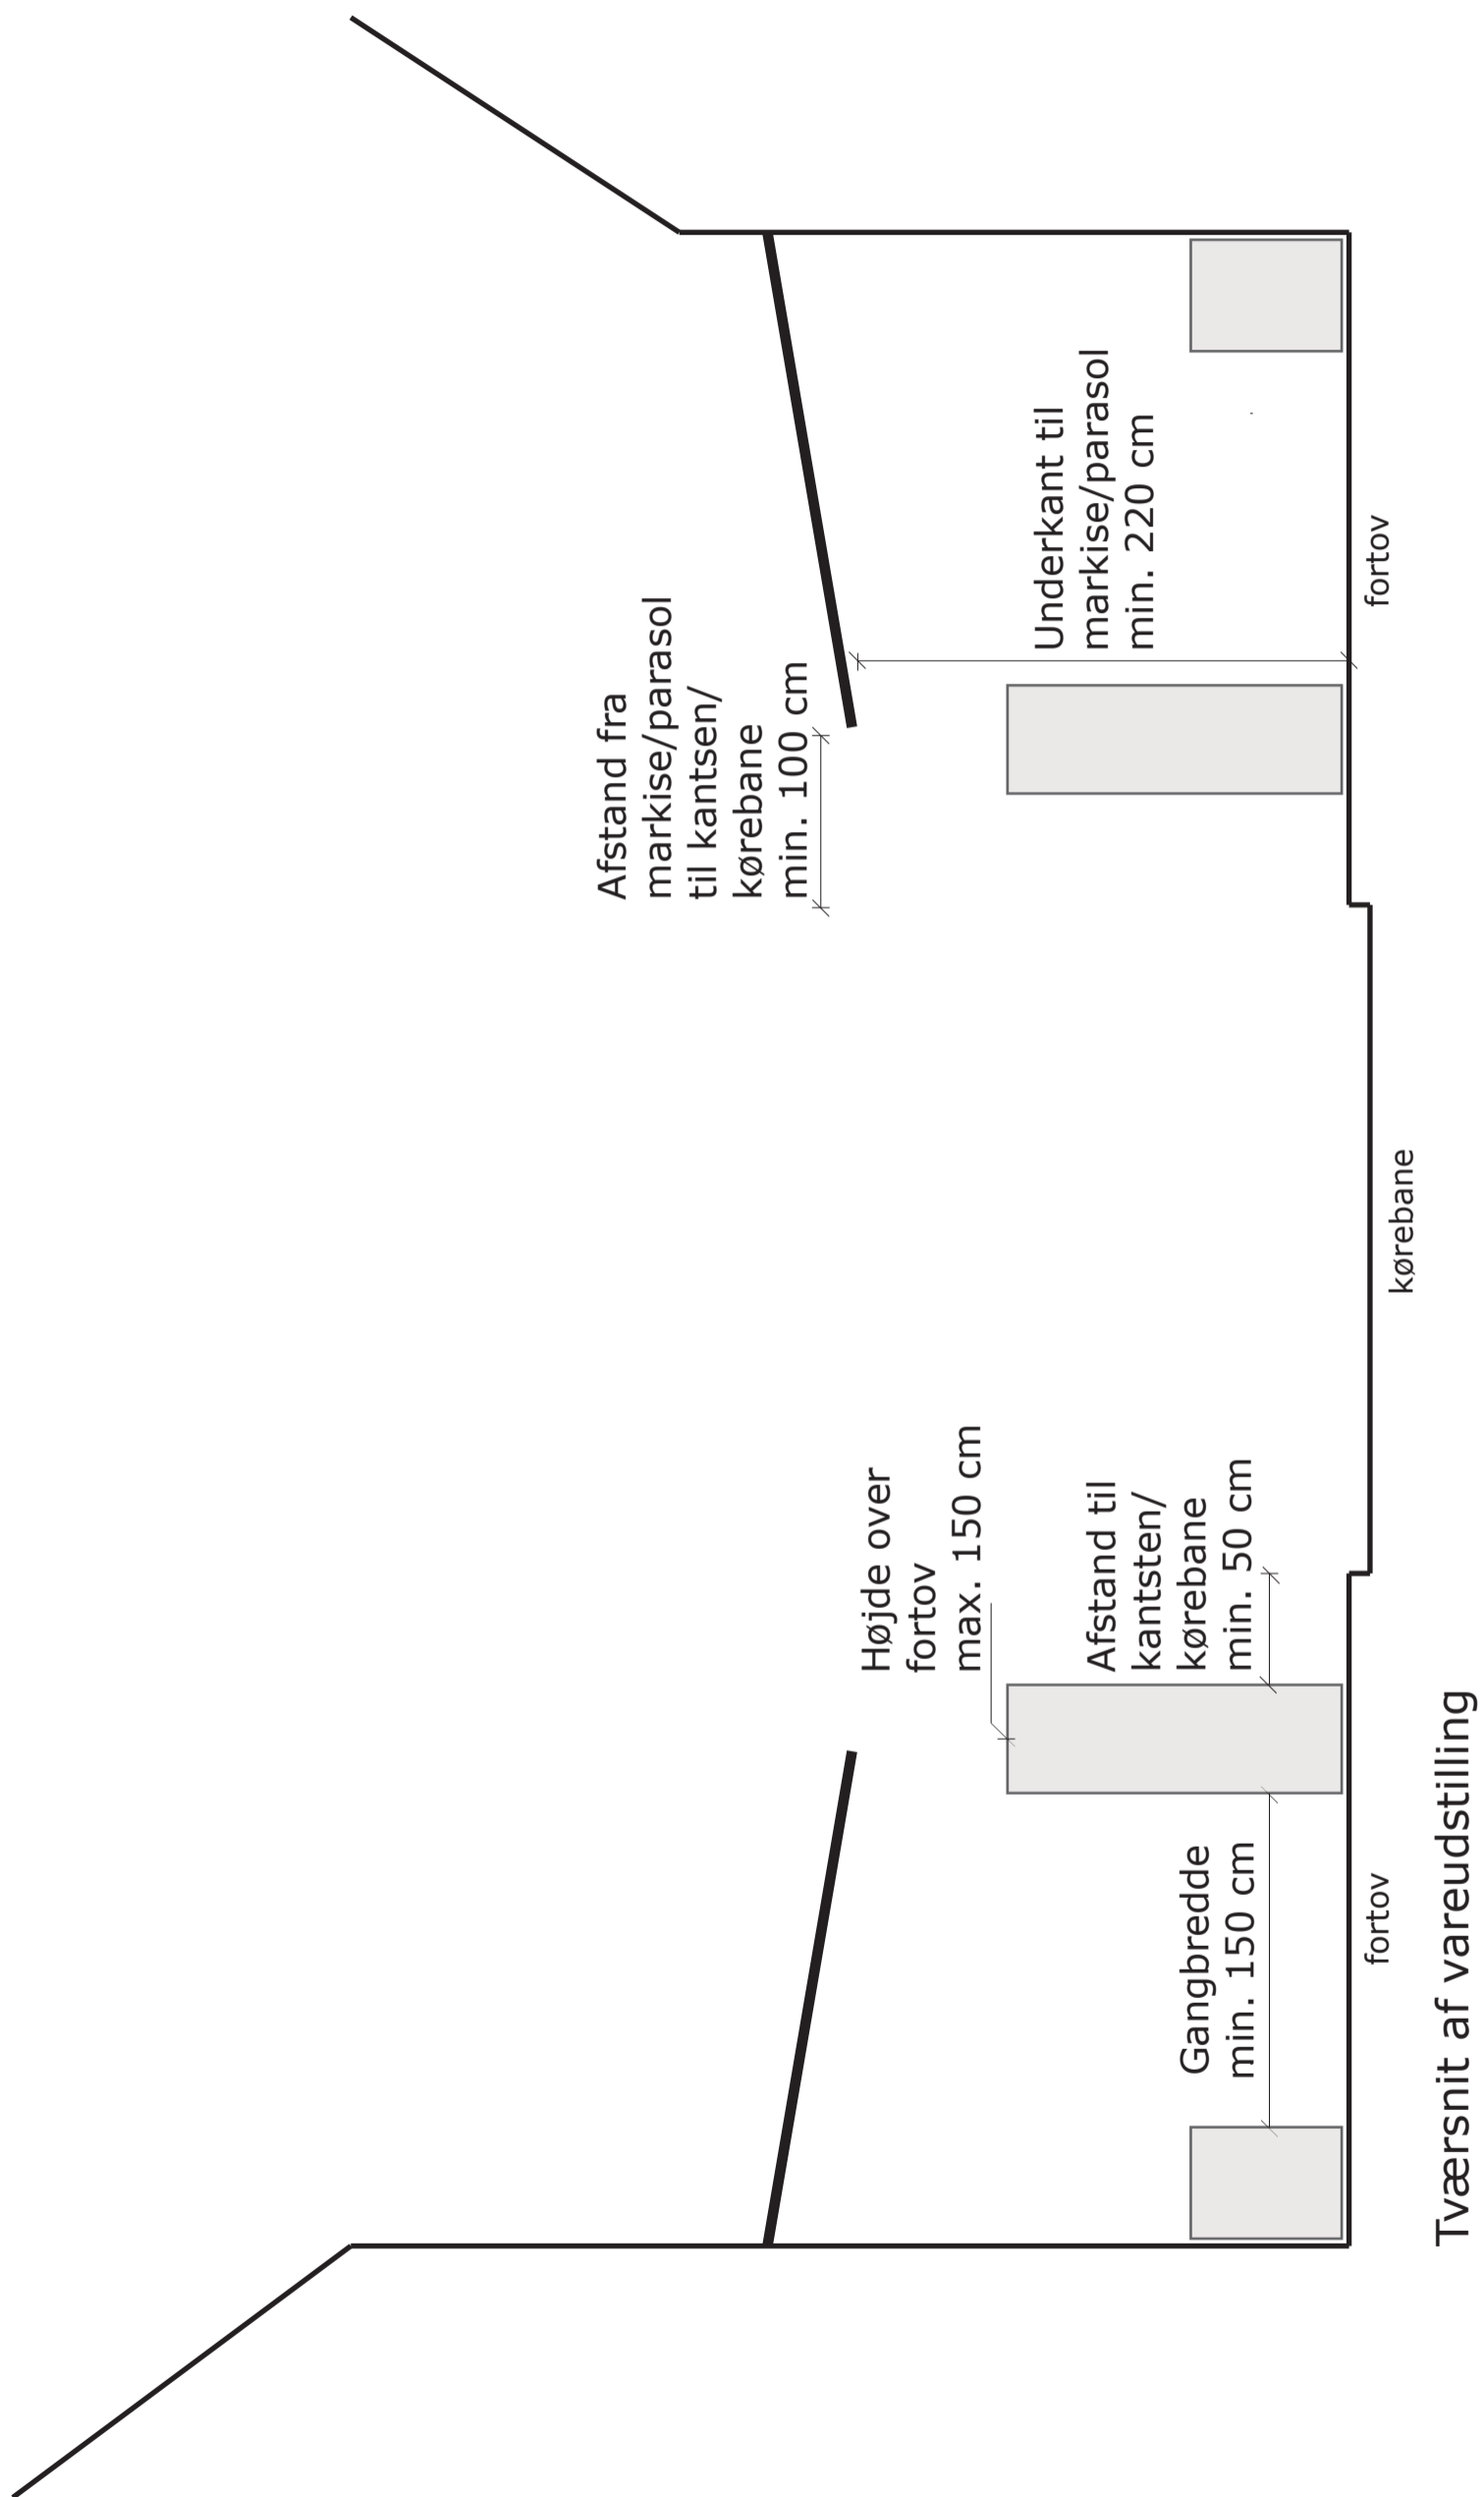 Afstand fra
markise/parasol
til kantsen/
kørebane
min. 100 cm
Højde over
fortov
max. 150 cm
Underkant til
markise/parasol
min. 220 cm
Afstand til
kantsten/
kørebane
min. 50 cm
Gangbredde
min. 150 cm
fortov
fortov
kørebane
Tværsnit af vareudstilling